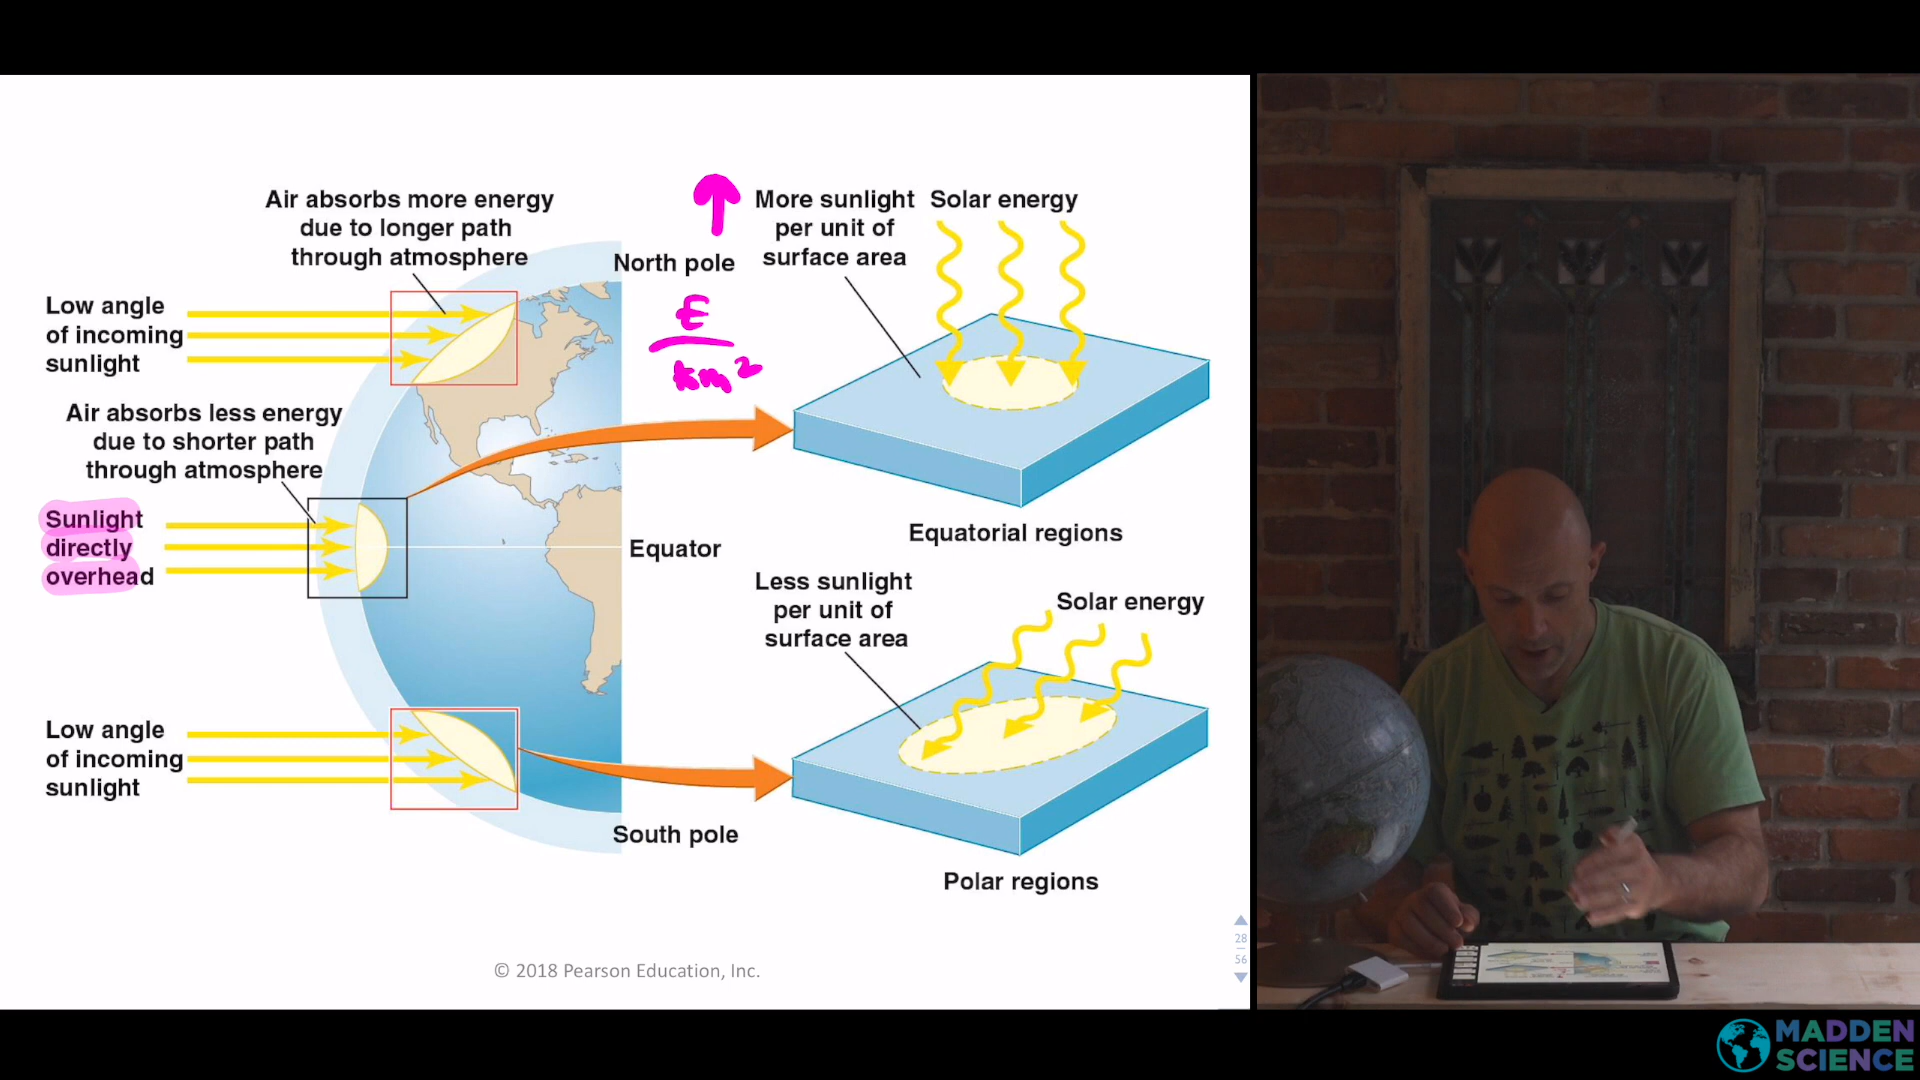 Air absorbs more energy
due to longer path
through atmosphere
North pole
More sunlight
per unit of
surface area
Solar energy
E
km²
Low angle
of incoming
sunlight
Air absorbs less energy
due to shorter path
through atmosphere
Sunlight
directly
overhead
Equator
Equatorial regions
Less sunlight
per unit of
surface area
Solar energy
Low angle
of incoming
sunlight
South pole
Polar regions
28
56
© 2018 Pearson Education, Inc.
MADDEN
SCIENCE